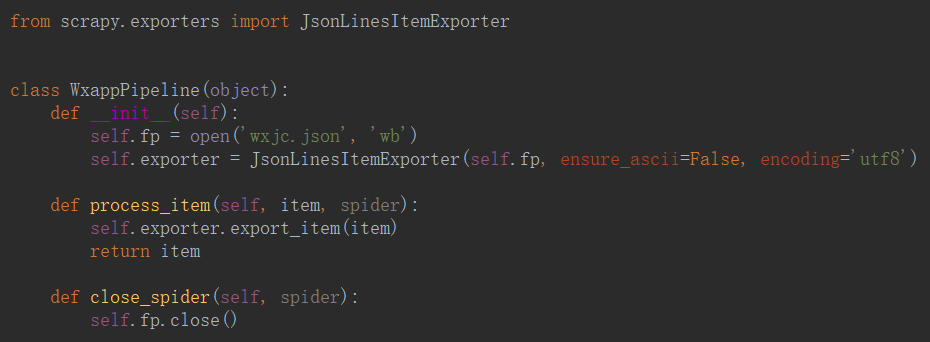 from scrapy.exporters import JsonLinesItemExporter
class WxappPipeline(object):
    def __init__(self):
        self.fp = open('wxjc.json', 'wb')
        self.exporter = JsonLinesItemExporter(self.fp, ensure_ascii=False, encoding='utf8')
    def process_item(self, item, spider):
        self.exporter.export_item(item)
        return item
    def close_spider(self, spider):
        self.fp.close()